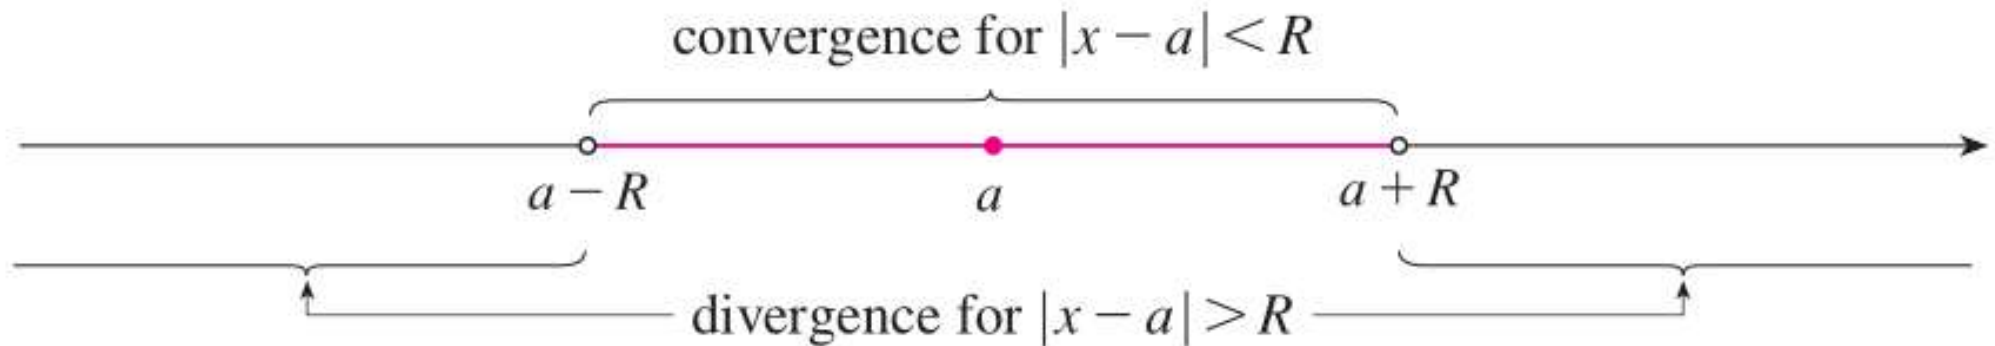 convergence for |x − a| < R
a − R a a + R
divergence for |x − a| > R